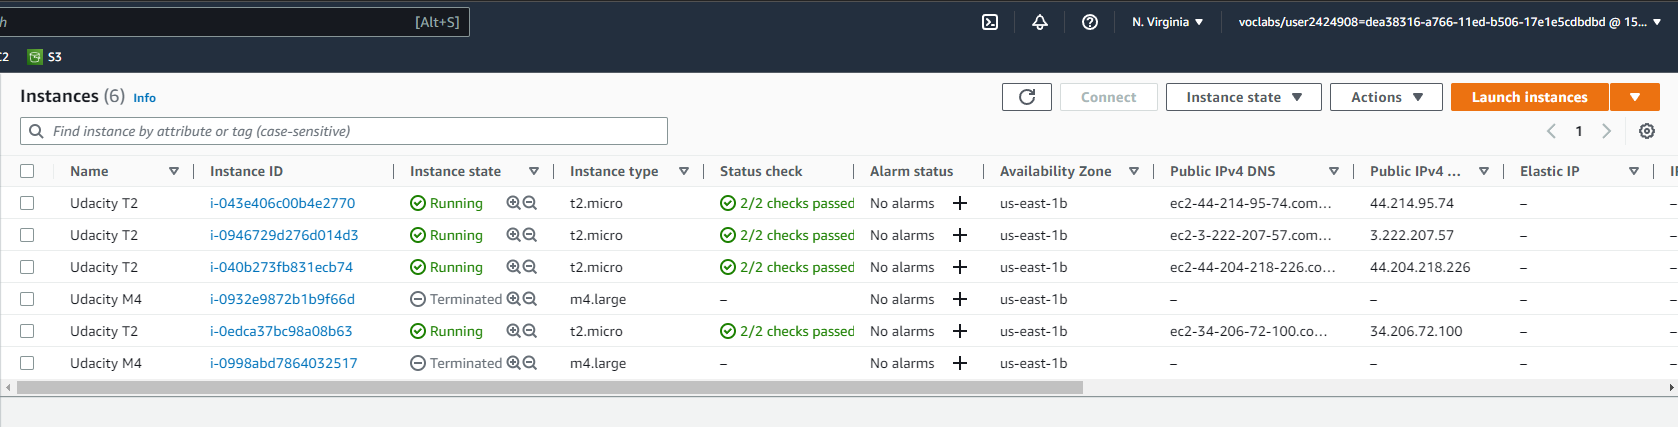 h [Alt+S] N. Virginia voclabs/user2424908=dea38316-a766-11ed-b506-17e1e5cdbdbd @ 15...
C2 S3
Instances (6) Info Connect Instance state Actions Launch instances
Find instance by attribute or tag (case-sensitive) 1
Name Instance ID Instance state Instance type Status check Alarm status Availability Zone Public IPv4 DNS Public IPv4 ... Elastic IP
Udacity T2 i-043e406c00b4e2770 Running t2.micro 2/2 checks passed No alarms + us-east-1b ec2-44-214-95-74.com... 44.214.95.74 – –
Udacity T2 i-0946729d276d014d3 Running t2.micro 2/2 checks passed No alarms + us-east-1b ec2-3-222-207-57.com... 3.222.207.57 – –
Udacity T2 i-040b273fb831ecb74 Running t2.micro 2/2 checks passed No alarms + us-east-1b ec2-44-204-218-226.co... 44.204.218.226 – –
Udacity M4 i-0932e9872b1b9f66d Terminated m4.large – No alarms + us-east-1b – – – –
Udacity T2 i-0edca37bc98a08b63 Running t2.micro 2/2 checks passed No alarms + us-east-1b ec2-34-206-72-100.co... 34.206.72.100 – –
Udacity M4 i-0998abd7864032517 Terminated m4.large – No alarms + us-east-1b – – – –